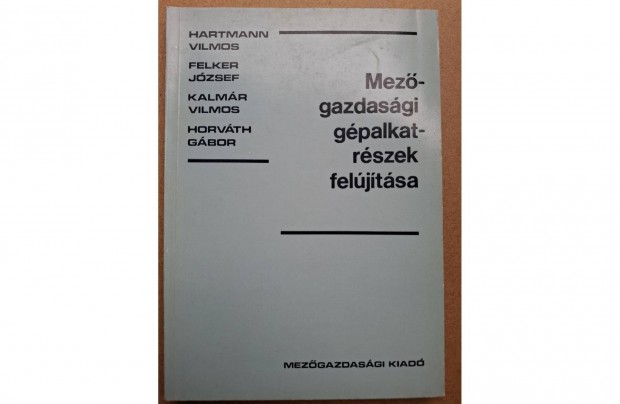 HARTMANN
VILMOS
FELKER
JÓZSEF
KALMÁR
VILMOS
HORVÁTH
GÁBOR
Mező-
gazdasági
gépalkat-
részek
felújítása
MEZŐGAZDASÁGI KIADÓ